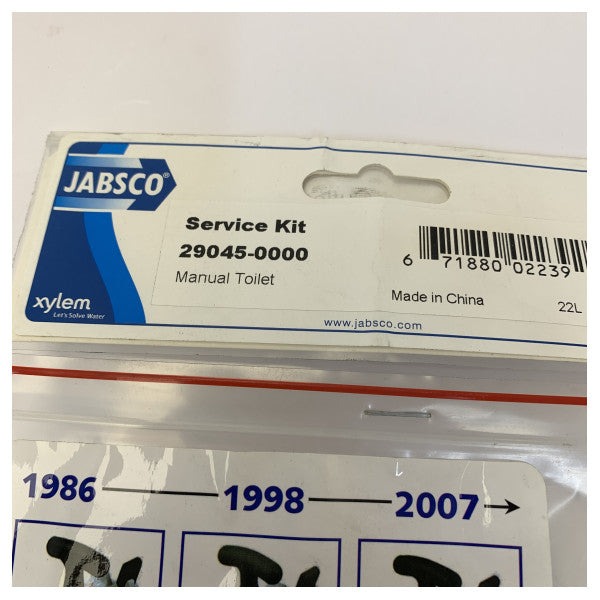 JABSCO
Service Kit
29045-0000
Manual Toilet
6 71880 02239
Made in China
22L
xylem
Let's Solve Water
www.jabsco.com
1986 1998 2007